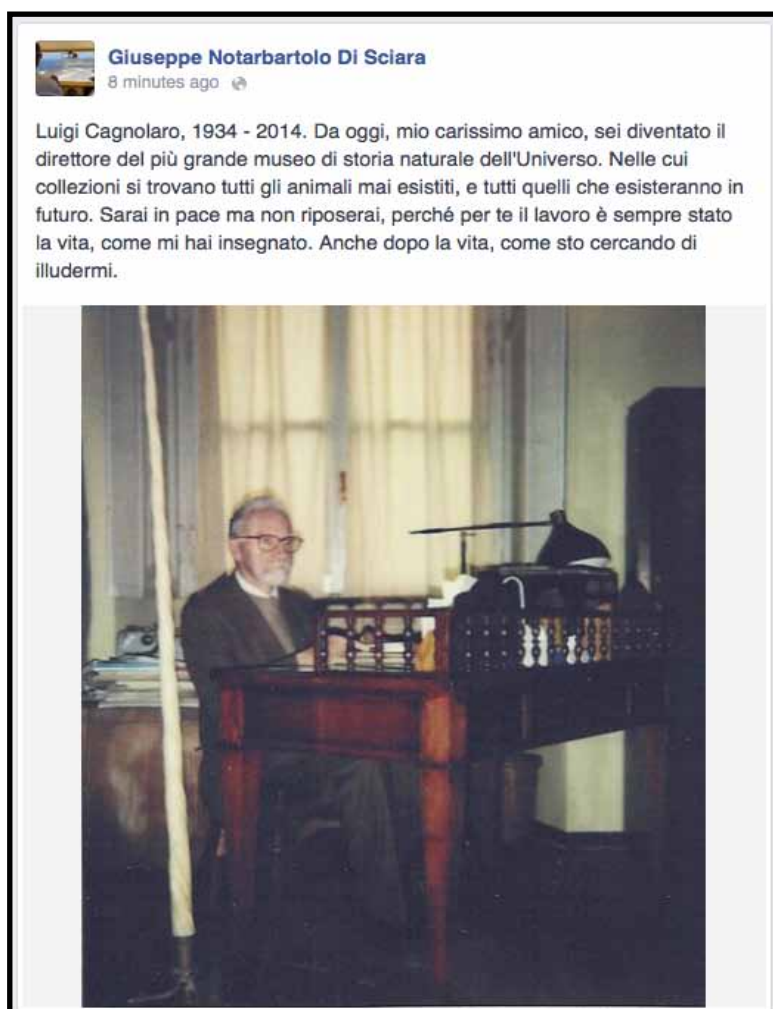 Giuseppe Notarbartolo Di Sciara
8 minutes ago
Luigi Cagnolaro, 1934 - 2014. Da oggi, mio carissimo amico, sei diventato il
direttore del più grande museo di storia naturale dell'Universo. Nelle cui
collezioni si trovano tutti gli animali mai esistiti, e tutti quelli che esisteranno in
futuro. Sarai in pace ma non riposerai, perché per te il lavoro è sempre stato
la vita, come mi hai insegnato. Anche dopo la vita, come sto cercando di
illudermi.